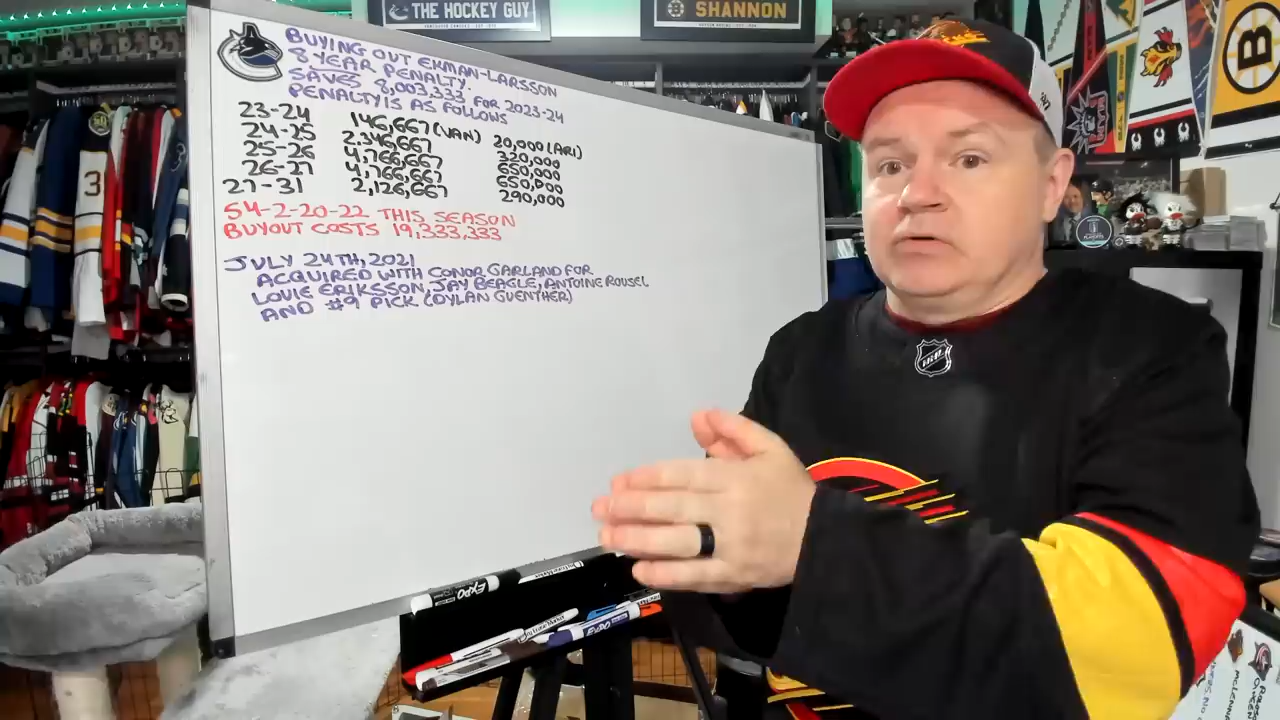 THE HOCKEY GUY
SHANNON
BUYING OUT EKMAN-LARSSON
8 YEAR PENALTY.
SAVES 8,003,333 FOR 2023-24
PENALTY IS AS FOLLOWS
23-24 146,667(VAN) 20,000(ARI)
24-25 2.346,667 320,000
25-26 4,766,667 650,000
26-27 4,766,667 650,000
27-31 2,126,667 290,000
54-2-20-22 THIS SEASON
BUYOUT COSTS 19,333,333
JULY 24TH, 2021
ACQUIRED WITH CONOR GARLAND FOR
LOUIE ERIKSSON, JAY BEAGLE, ANTOINE ROUSEL
AND #9 PICK (DYLAN GUENTHER)
3
B
NHL
EXPO
EXPO